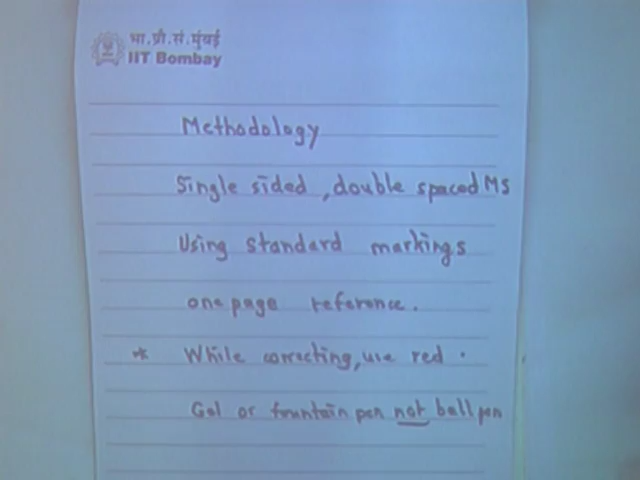 भा.प्रौ.सं.मुंबई
IIT Bombay
Methodology
Single sided, double spaced MS
Using standard markings
one page reference.
* While correcting, use red.
Gel or fountain pen not ball pen